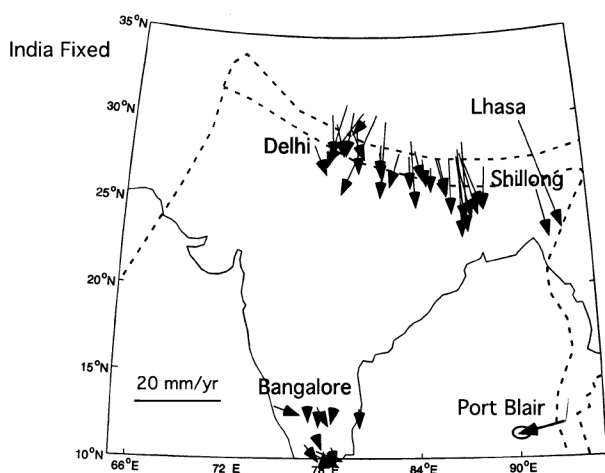 35°N
India Fixed
30°N
Lhasa
Delhi
Shillong
25°N
20°N
15°N
20 mm/yr
Bangalore
Port Blair
10°N
66°E
72°E
78°E
84°E
90°E